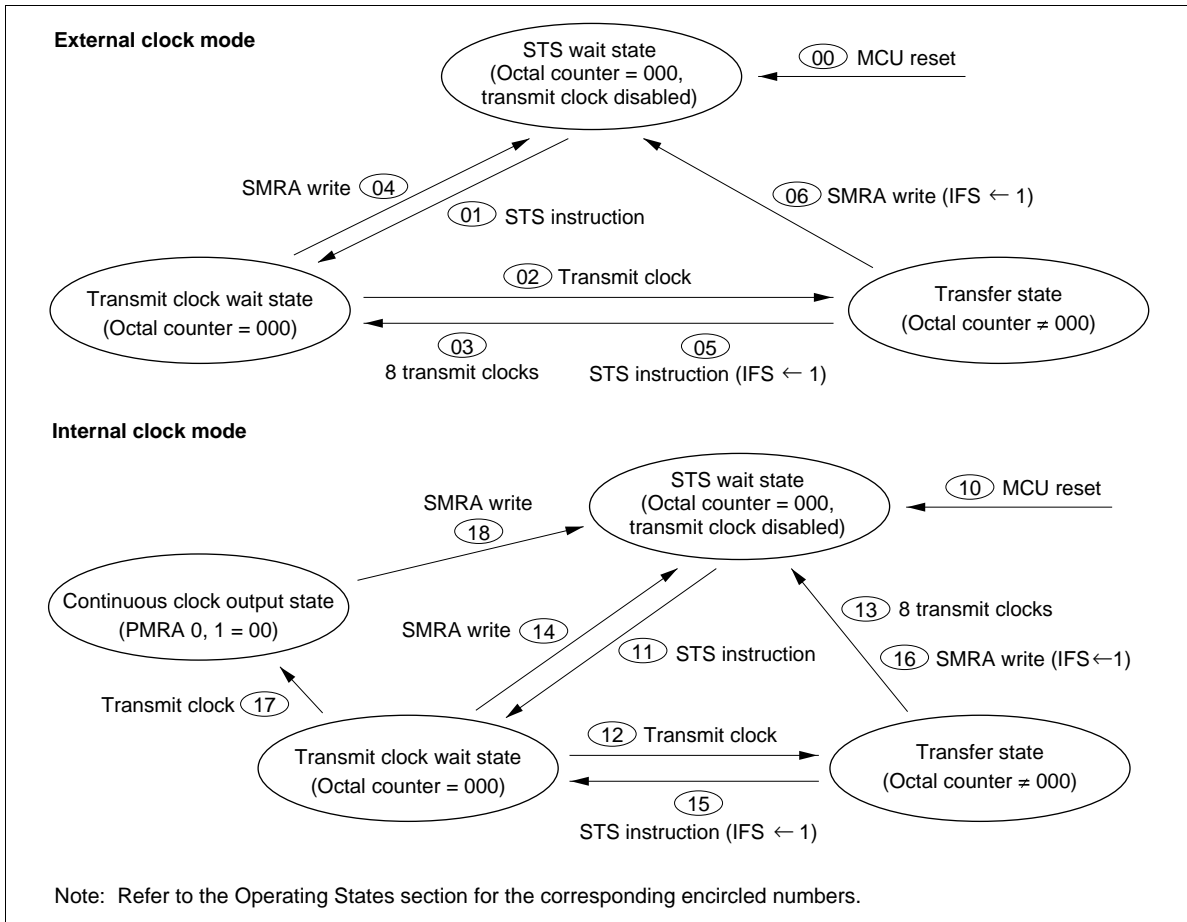 External clock mode
STS wait state
(Octal counter = 000,
transmit clock disabled)
00 MCU reset
SMRA write 04
01 STS instruction
06 SMRA write (IFS ← 1)
02 Transmit clock
Transmit clock wait state
(Octal counter = 000)
Transfer state
(Octal counter ≠ 000)
03
8 transmit clocks
05
STS instruction (IFS ← 1)
Internal clock mode
STS wait state
(Octal counter = 000,
transmit clock disabled)
10 MCU reset
SMRA write
18
Continuous clock output state
(PMRA 0, 1 = 00)
SMRA write 14
11 STS instruction
13 8 transmit clocks
16 SMRA write (IFS←1)
Transmit clock 17
12 Transmit clock
Transmit clock wait state
(Octal counter = 000)
Transfer state
(Octal counter ≠ 000)
15
STS instruction (IFS ← 1)
Note: Refer to the Operating States section for the corresponding encircled numbers.